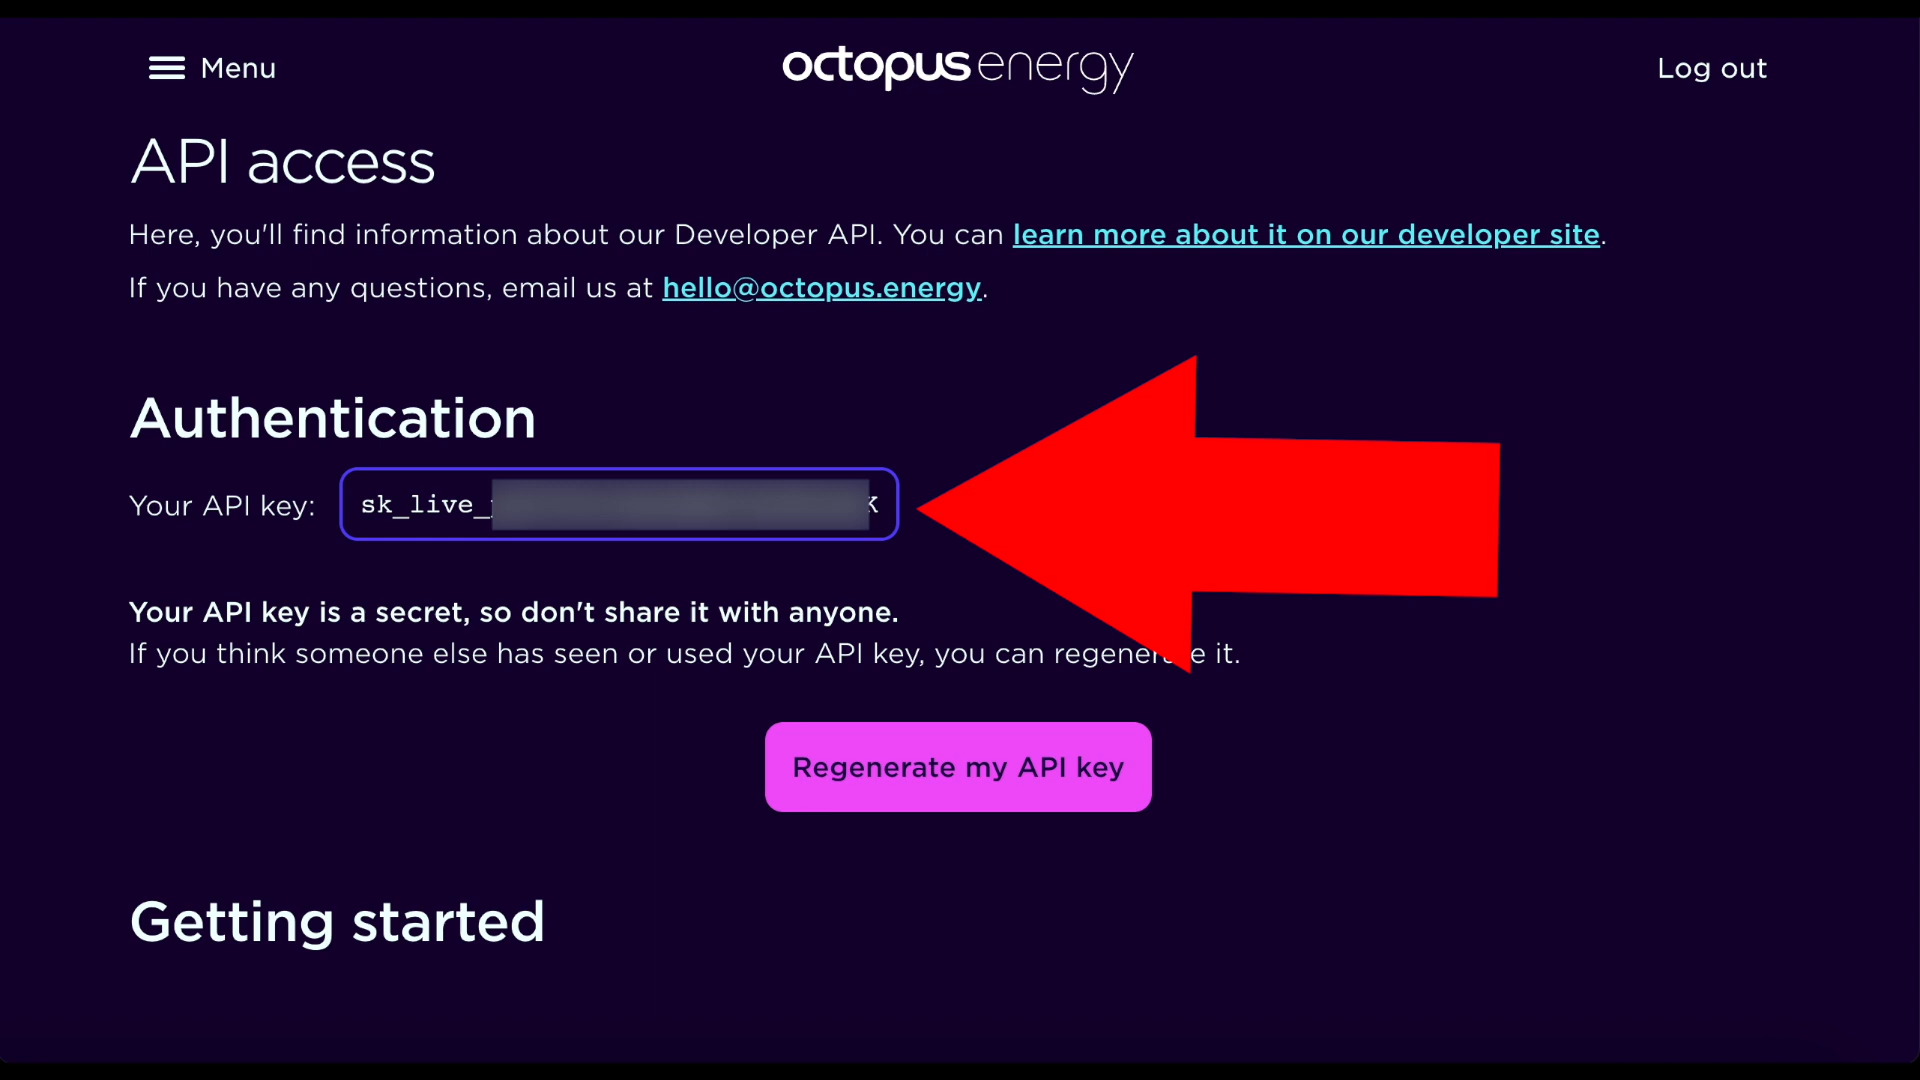 Menu
octopusenergy
Log out
API access
Here, you'll find information about our Developer API. You can learn more about it on our developer site.
If you have any questions, email us at hello@octopus.energy.
Authentication
Your API key: sk_live_
Your API key is a secret, so don't share it with anyone.
If you think someone else has seen or used your API key, you can it.
Regenerate my API key
Getting started